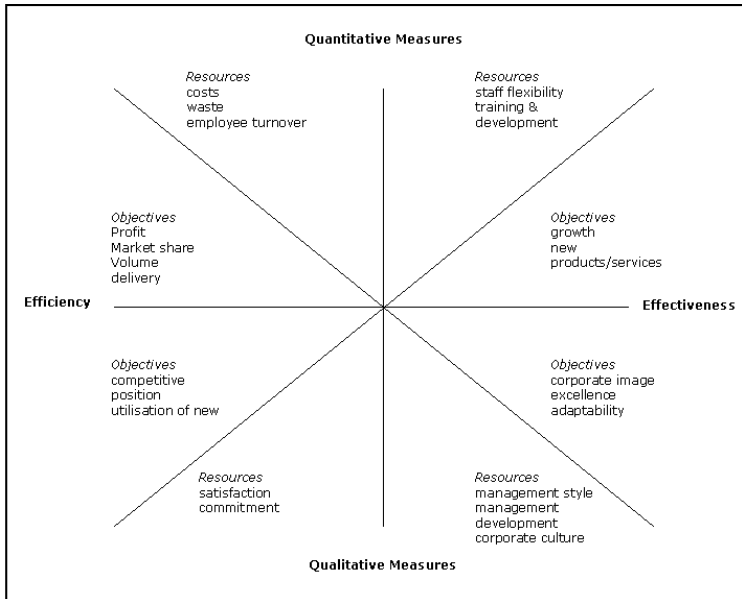 Quantitative Measures
Resources
costs
waste
employee turnover
Resources
staff flexibility
training &
development
Objectives
Profit
Market share
Volume
delivery
Objectives
growth
new
products/services
Efficiency
Effectiveness
Objectives
competitive
position
utilisation of new
Objectives
corporate image
excellence
adaptability
Resources
satisfaction
commitment
Resources
management style
management
development
corporate culture
Qualitative Measures